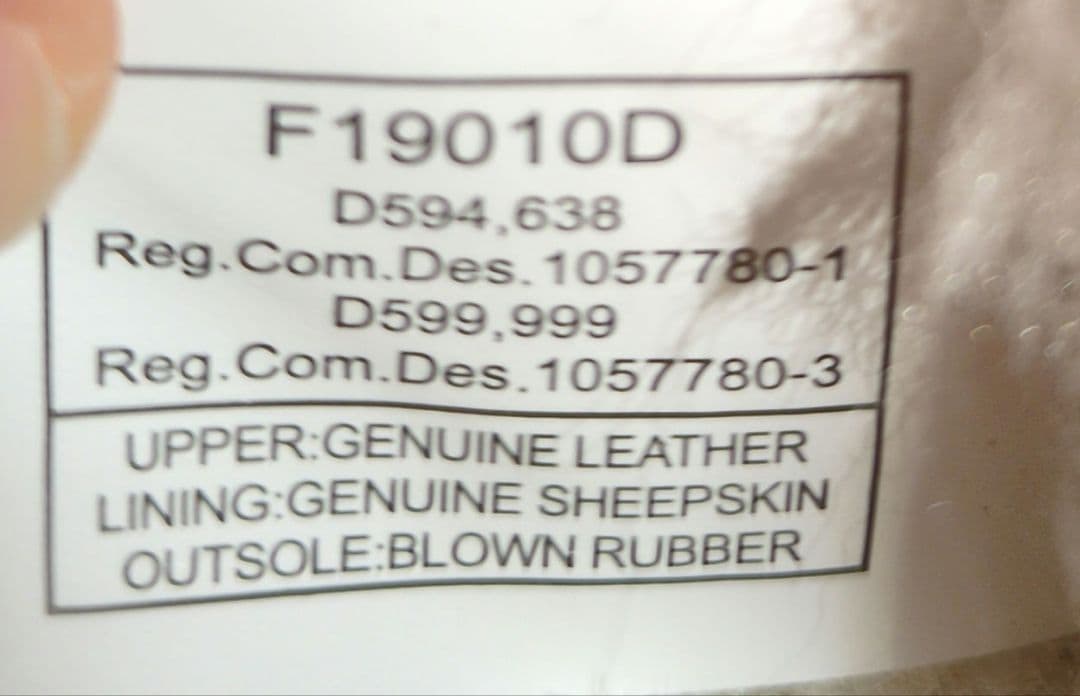 F19010D
D594,638
Reg.Com.Des.1057780-1
D599,999
Reg.Com.Des.1057780-3
UPPER:GENUINE LEATHER
LINING:GENUINE SHEEPSKIN
OUTSOLE:BLOWN RUBBER